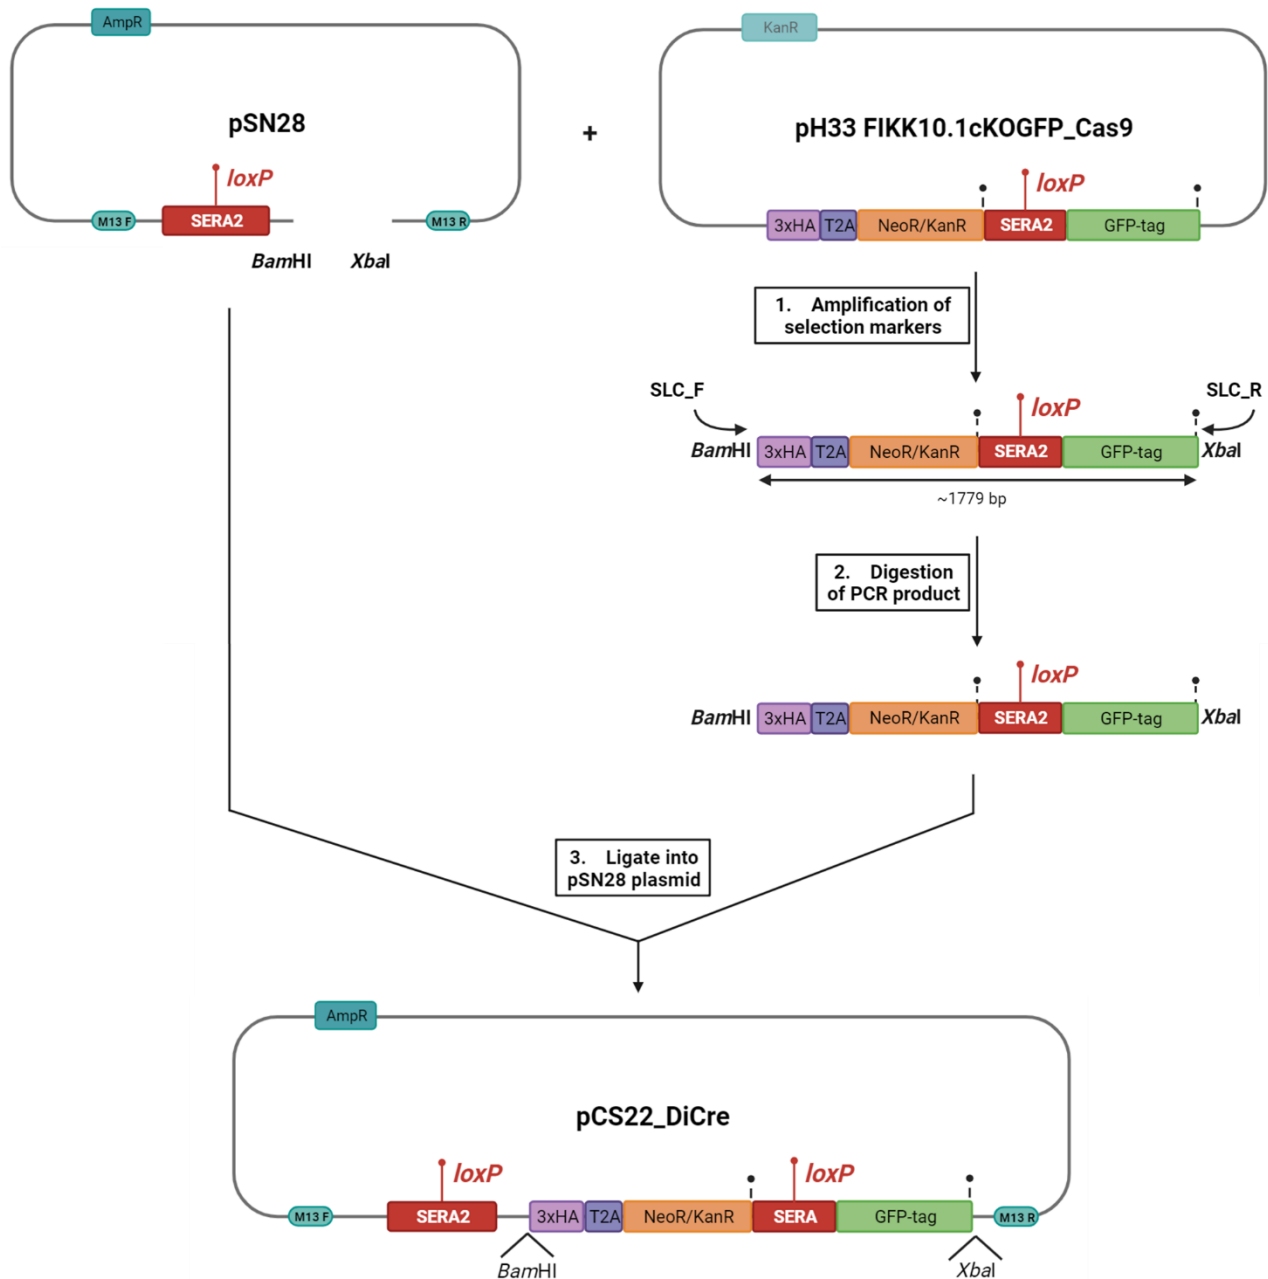 AmpR
pSN28
loxP
M13 F
SERA2
M13 R
BamHI
XbaI
+
KanR
pH33 FIKK10.1cKOGFP_Cas9
loxP
3xHA
T2A
NeoR/KanR
SERA2
GFP-tag
1. Amplification of
selection markers
SLC_F
SLC_R
loxP
BamHI
3xHA
T2A
NeoR/KanR
SERA2
GFP-tag
XbaI
~1779 bp
2. Digestion
of PCR product
loxP
BamHI
3xHA
T2A
NeoR/KanR
SERA2
GFP-tag
XbaI
3. Ligate into
pSN28 plasmid
AmpR
pCS22_DiCre
loxP
loxP
M13 F
SERA2
3xHA
T2A
NeoR/KanR
SERA
GFP-tag
M13 R
BamHI
XbaI